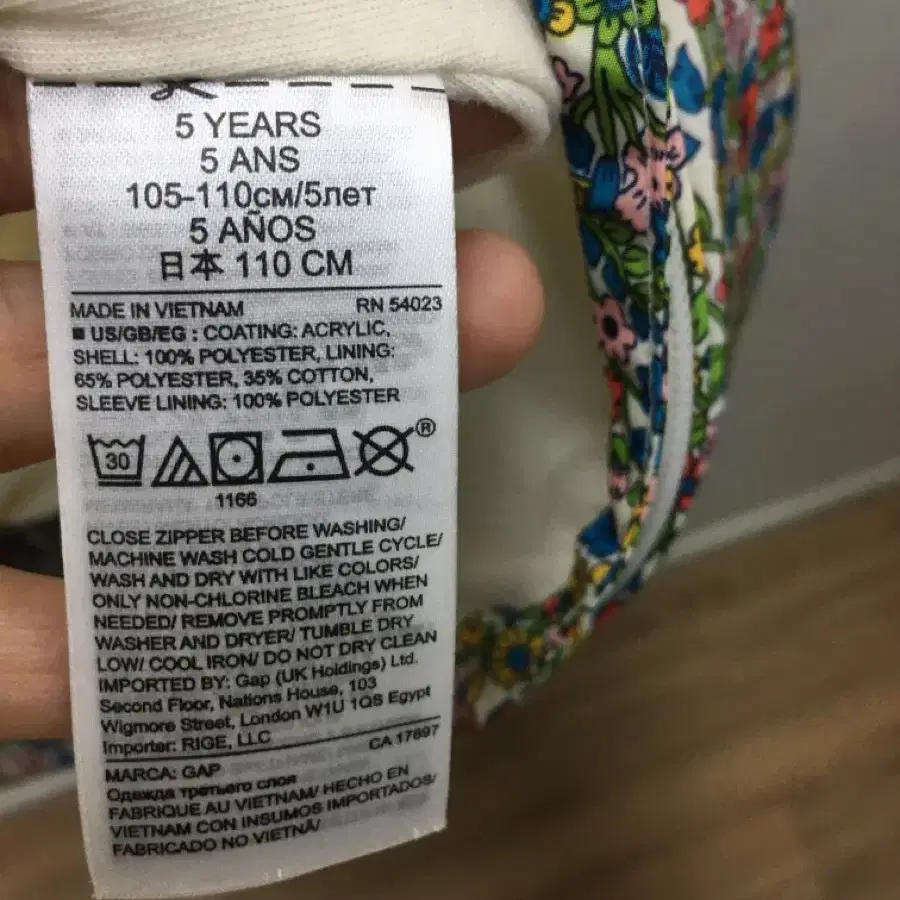 5 YEARS
5 ANS
105-110см/5лет
5 AÑOS
日本 110 CM
MADE IN VIETNAM RN 54023
■ US/GB/EG : COATING: ACRYLIC,
SHELL: 100% POLYESTER, LINING:
65% POLYESTER, 35% COTTON,
SLEEVE LINING: 100% POLYESTER
30 ®
1166
CLOSE ZIPPER BEFORE WASHING/
MACHINE WASH COLD GENTLE CYCLE/
WASH AND DRY WITH LIKE COLORS/
ONLY NON-CHLORINE BLEACH WHEN
NEEDED/ REMOVE PROMPTLY FROM
WASHER AND DRYER/ TUMBLE DRY
LOW/ COOL IRON/ DO NOT DRY CLEAN
IMPORTED BY: Gap (UK Holdings) Ltd.
Second Floor, Nations House, 103
Wigmore Street, London W1U 1QS Egypt
Importer: RIGE, LLC CA 17897
MARCA: GAP
Одежда третьего слоя
FABRIQUE AU VIETNAM/ HECHO EN
VIETNAM CON INSUMOS IMPORTADOS/
FABRICADO NO VIETNÃ/